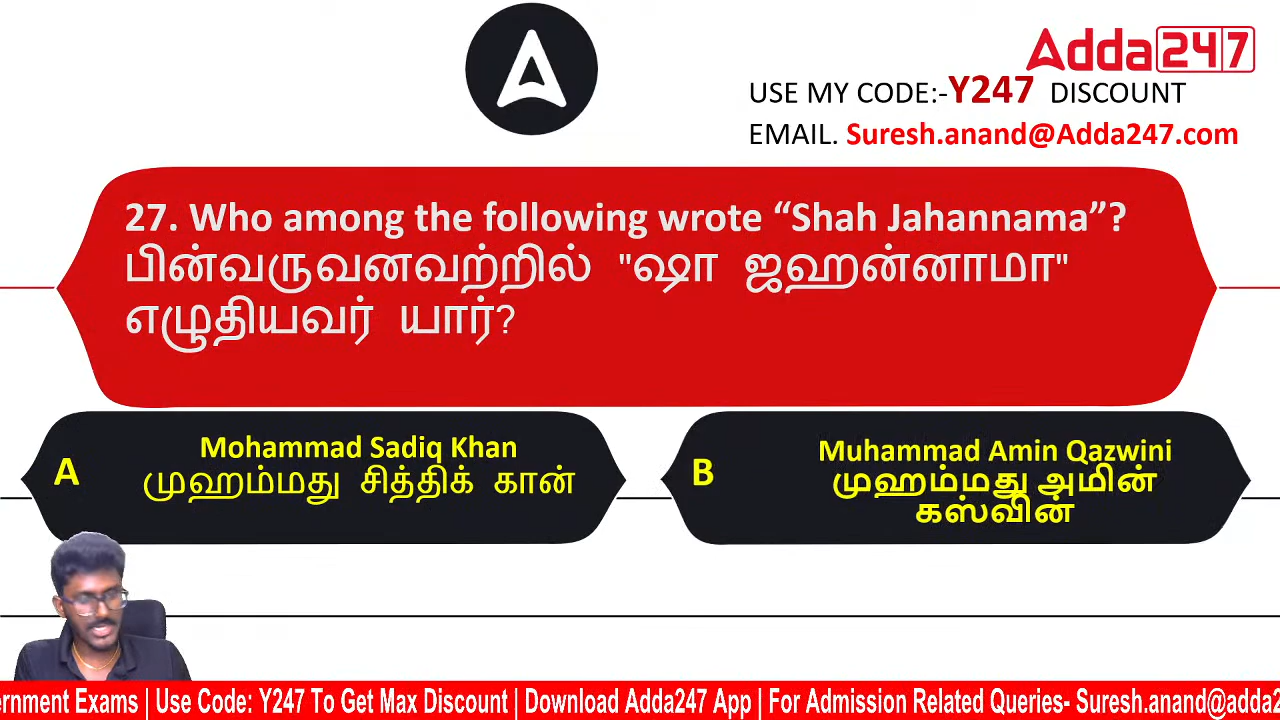 Adda247
USE MY CODE:-Y247 DISCOUNT
EMAIL. Suresh.anand@Adda247.com
27. Who among the following wrote “Shah Jahannama”?
பின்வருவனவற்றில் "ஷா ஜஹன்னாமா"
எழுதியவர் யார்?
A
Mohammad Sadiq Khan
முஹம்மது சித்திக் கான்
B
Muhammad Amin Qazwini
முஹம்மது அமின்
கஸ்வின்
ernment Exams | Use Code: Y247 To Get Max Discount | Download Adda247 App | For Admission Related Queries- Suresh.anand@adda2